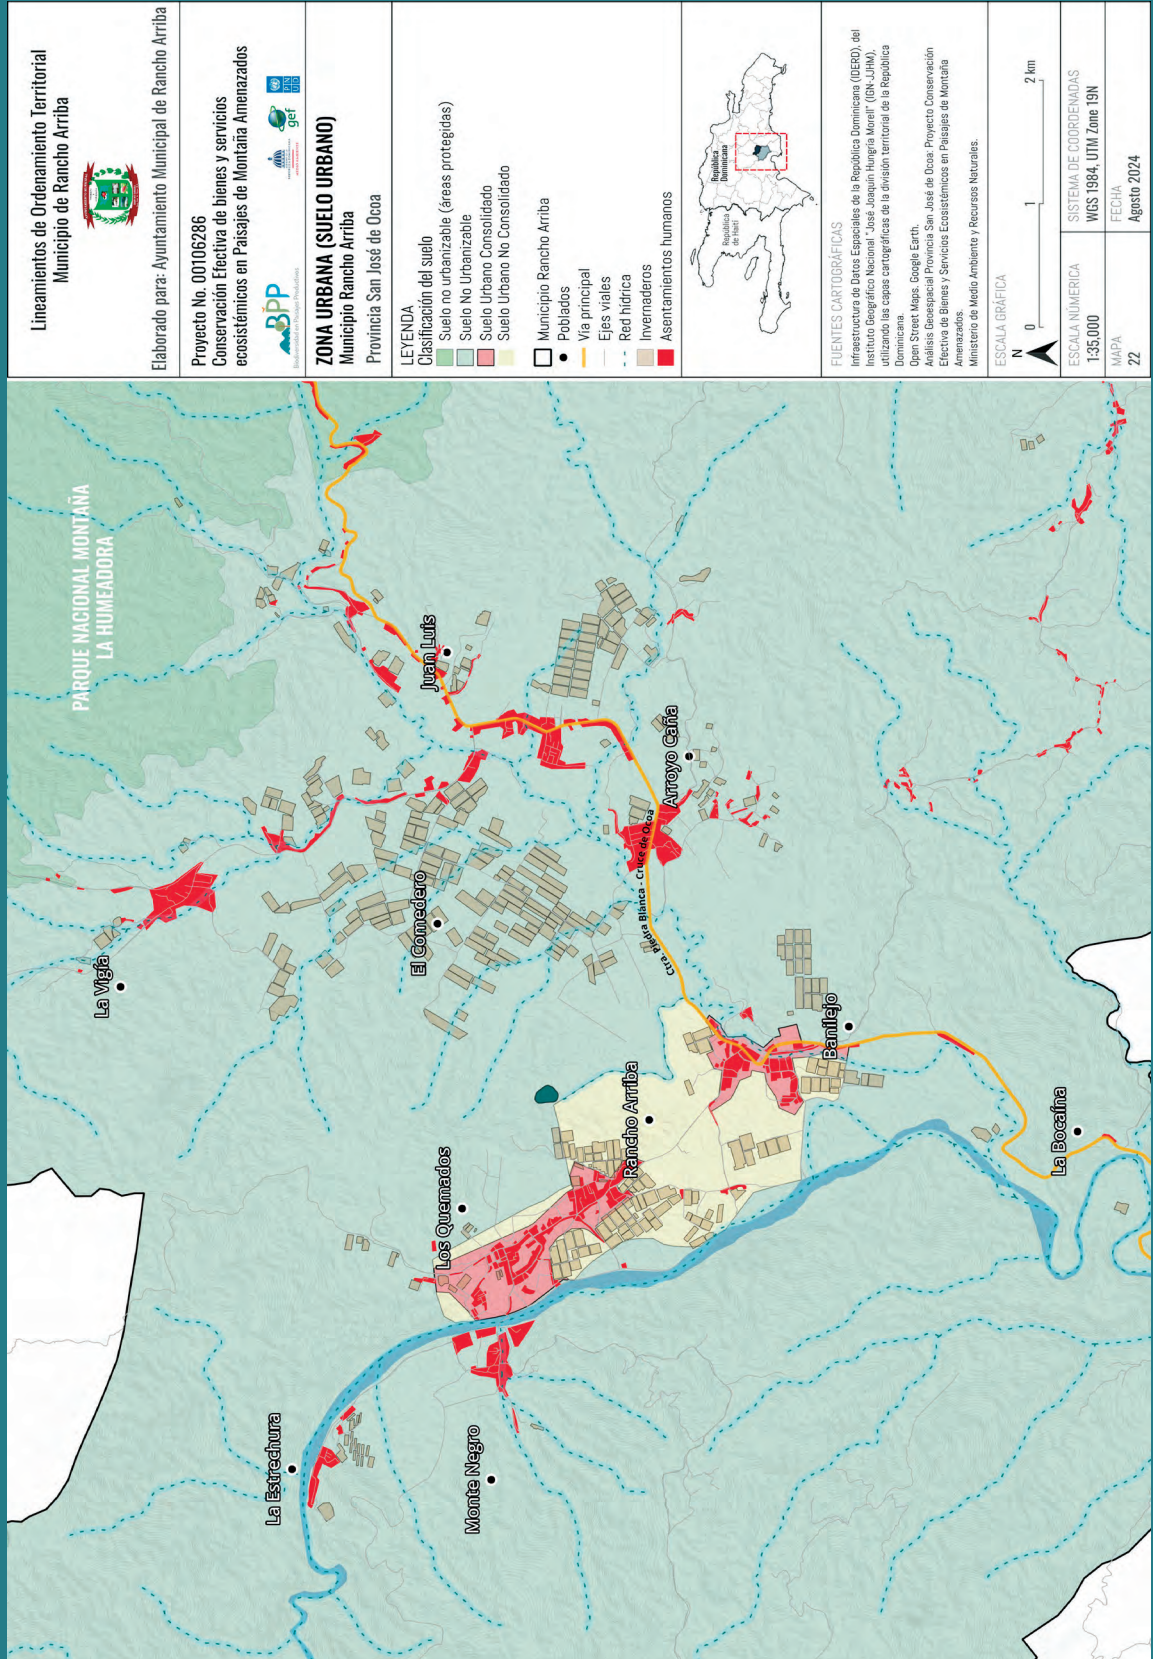 Lineamientos de Ordenamiento Territorial
Municipio de Rancho Arriba
Elaborado para: Ayuntamiento Municipal de Rancho Arriba
Proyecto No. 00106286
Conservación Efectiva de bienes y servicios
ecosistémicos en Paisajes de Montaña Amenazados
BPP
Biodiversidad en Paisajes Productivos
gef
P N
U D
ZONA URBANA (SUELO URBANO)
Municipio Rancho Arriba
Provincia San José de Ocoa
LEYENDA
Clasificación del suelo
Suelo no urbanizable (áreas protegidas)
Suelo No Urbanizable
Suelo Urbano Consolidado
Suelo Urbano No Consolidado
Municipio Rancho Arriba
Poblados
Vía principal
Ejes viales
Red hídrica
Invernaderos
Asentamientos humanos
República
de Haití
República
Dominicana
FUENTES CARTOGRÁFICAS
Infraestructura de Datos Espaciales de la República Dominicana (IDERD), del
Instituto Geográfico Nacional "José Joaquín Hungría Morell" (IGN-JJHM),
utilizando las capas cartográficas de la división territorial de la República
Dominicana.
Open Street Maps. Google Earth.
Análisis Geoespacial Provincia San José de Ocoa: Proyecto Conservación
Efectiva de Bienes y Servicios Ecosistémicos en Paisajes de Montaña
Amenazados.
Ministerio de Medio Ambiente y Recursos Naturales.
ESCALA GRÁFICA
N
0 1 2 km
ESCALA NÚMERICA
1:35,000
SISTEMA DE COORDENADAS
WGS 1984, UTM Zone 19N
MAPA
22
FECHA
Agosto 2024
PARQUE NACIONAL MONTAÑA
LA HUMEADORA
La Vigía
El Comedero
Juan Luis
Arroyo Caña
Ctra. Piedra Blanca - Cruce de Ocoa
La Estrechura
Los Quemados
Monte Negro
Rancho Arriba
Banilejo
La Bocaína